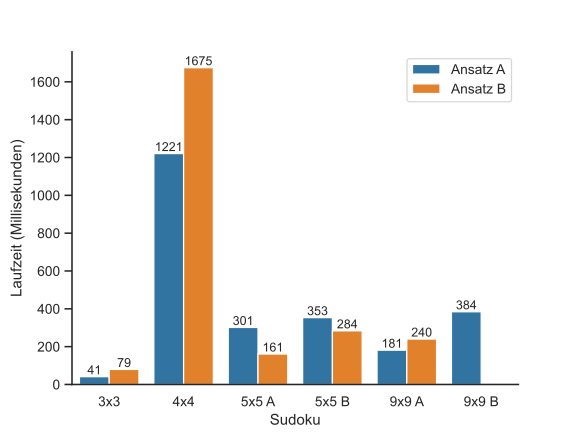 Ansatz A
Ansatz B
Laufzeit (Millisekunden)
1600
1400
1200
1000
800
600
400
200
0
41
79
1221
1675
301
161
353
284
181
240
384
3x3
4x4
5x5 A
5x5 B
9x9 A
9x9 B
Sudoku